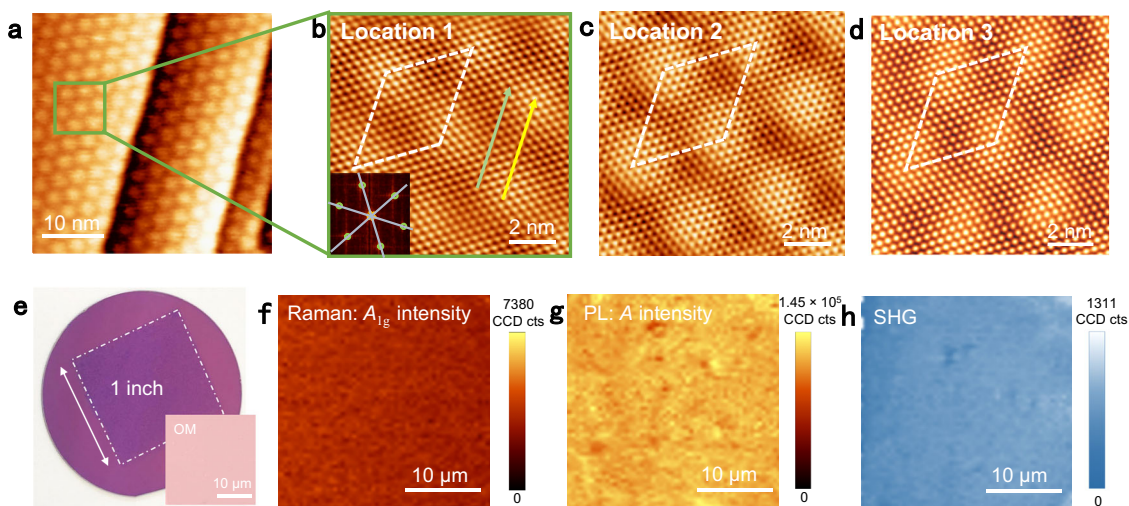 a
10 nm
b
Location 1
2 nm
c
Location 2
2 nm
d
Location 3
2 nm
e
1 inch
OM
10 µm
f
Raman: A1g intensity
10 µm
7380
CCD cts
0
g
PL: A intensity
10 µm
1.45 × 10⁵
CCD cts
0
h
SHG
10 µm
1311
CCD cts
0